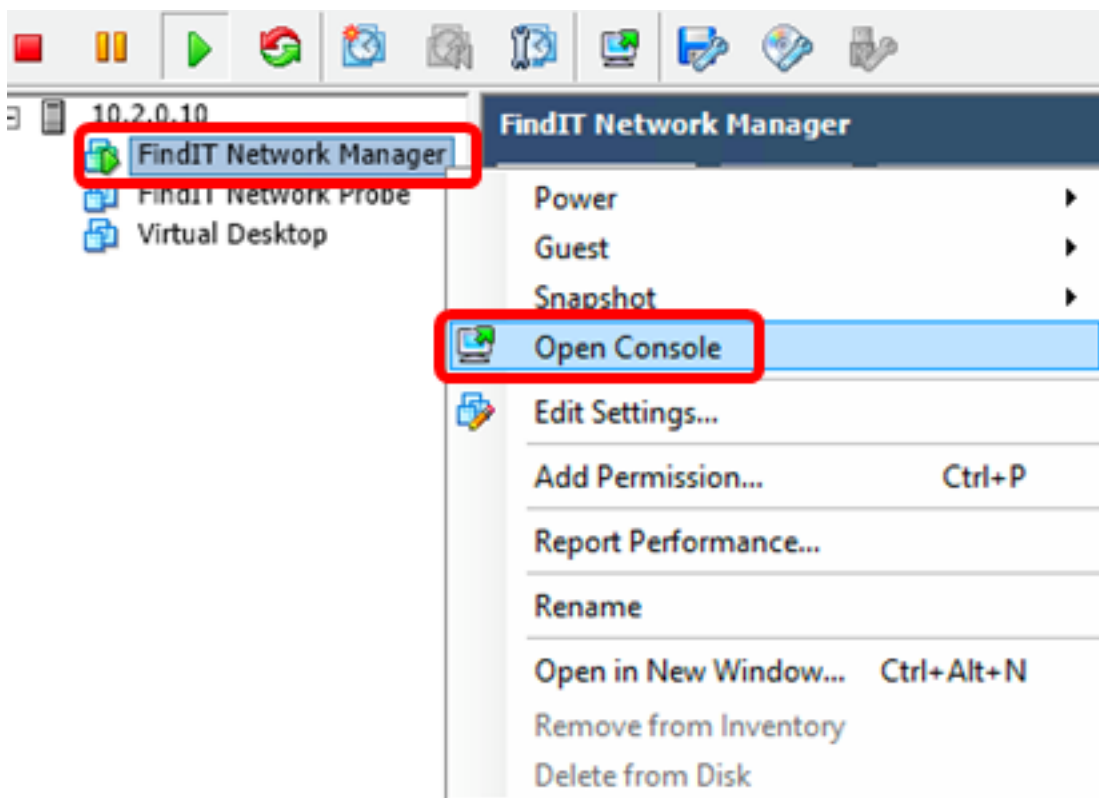 10.2.0.10
FindIT Network Manager
FindIT Network Probe
Virtual Desktop
FindIT Network Manager
Power
Guest
Snapshot
Open Console
Edit Settings...
Add Permission... Ctrl+P
Report Performance...
Rename
Open in New Window... Ctrl+Alt+N
Remove from Inventory
Delete from Disk